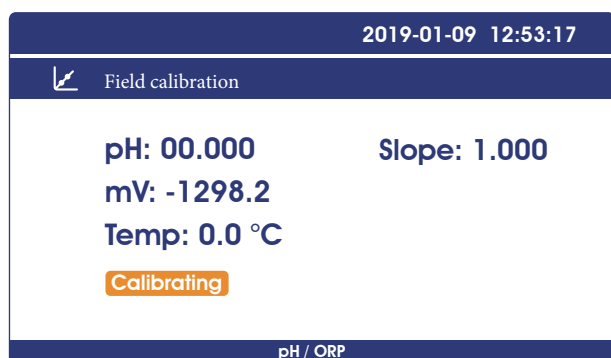 2019-01-09 12:53:17
Field calibration
pH: 00.000
Slope: 1.000
mV: -1298.2
Temp: 0.0 °C
Calibrating
pH / ORP